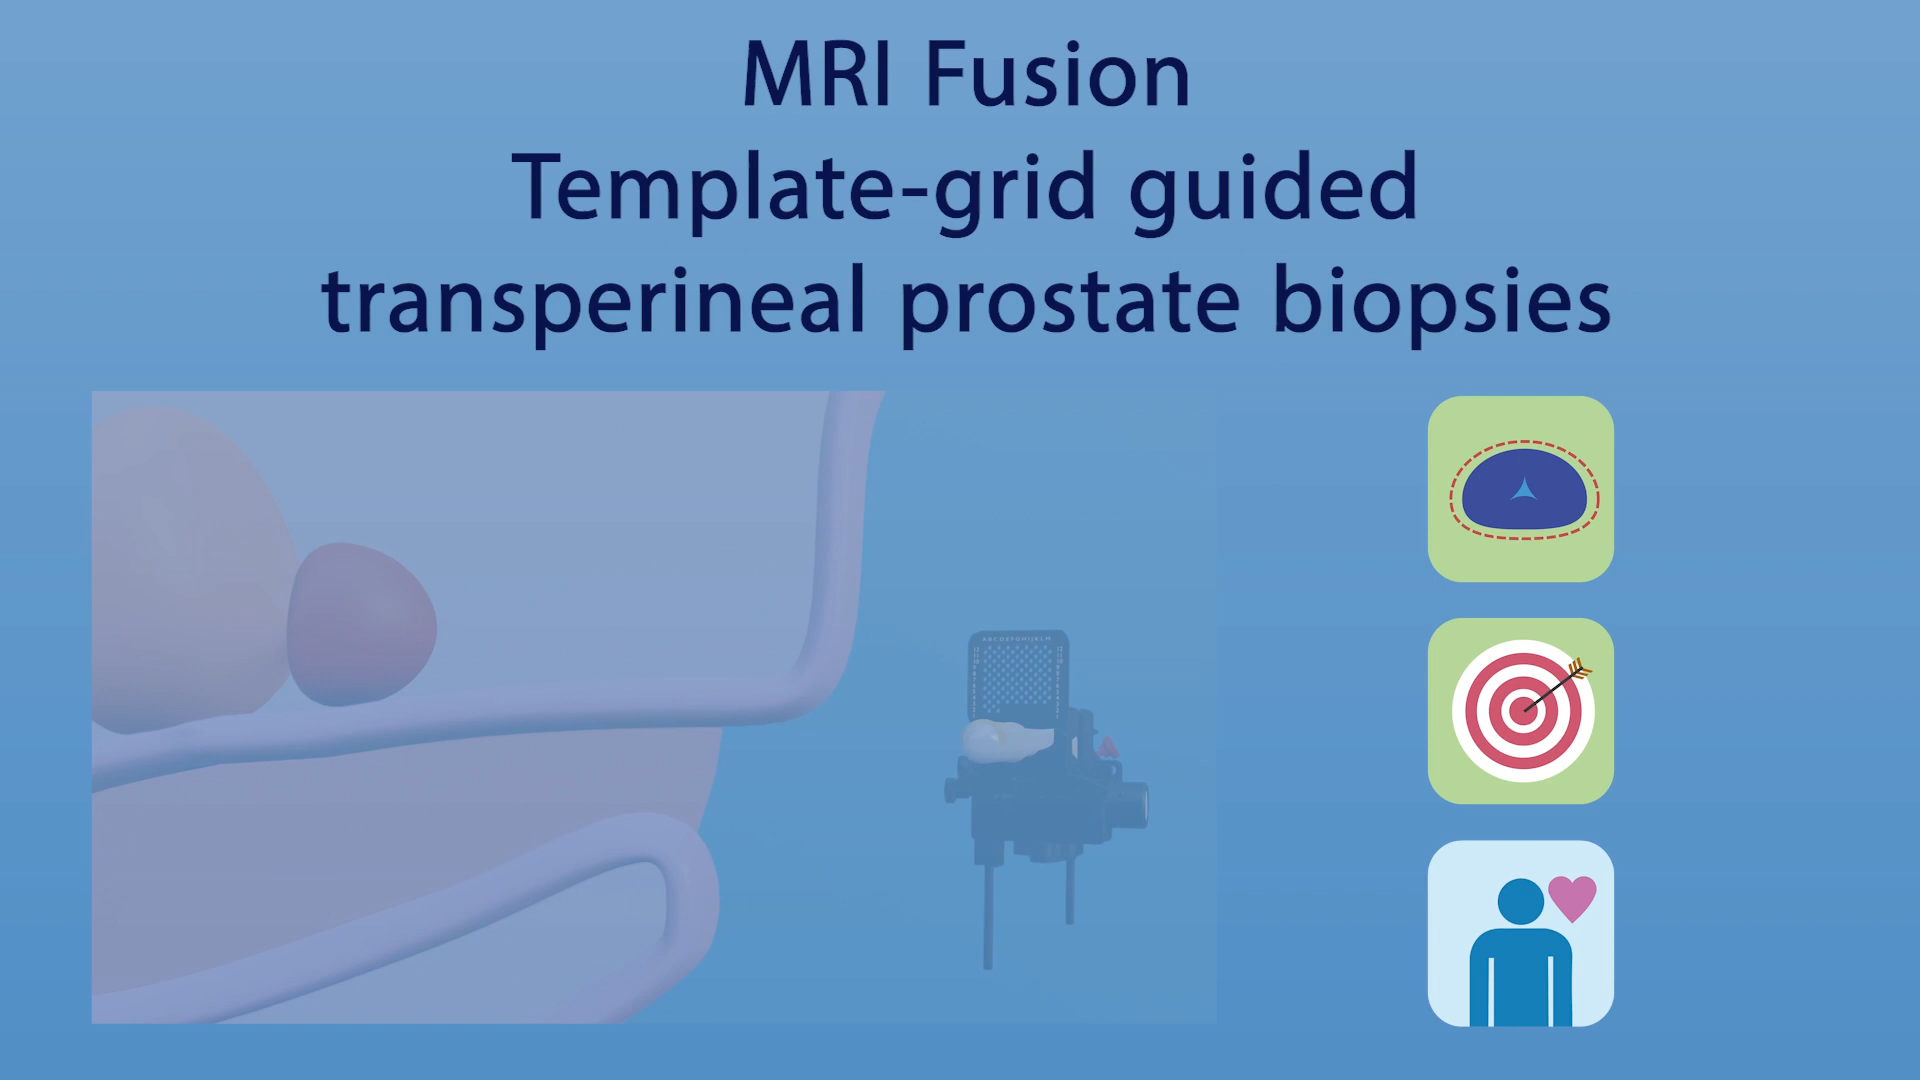 MRI Fusion
Template-grid guided
transperineal prostate biopsies